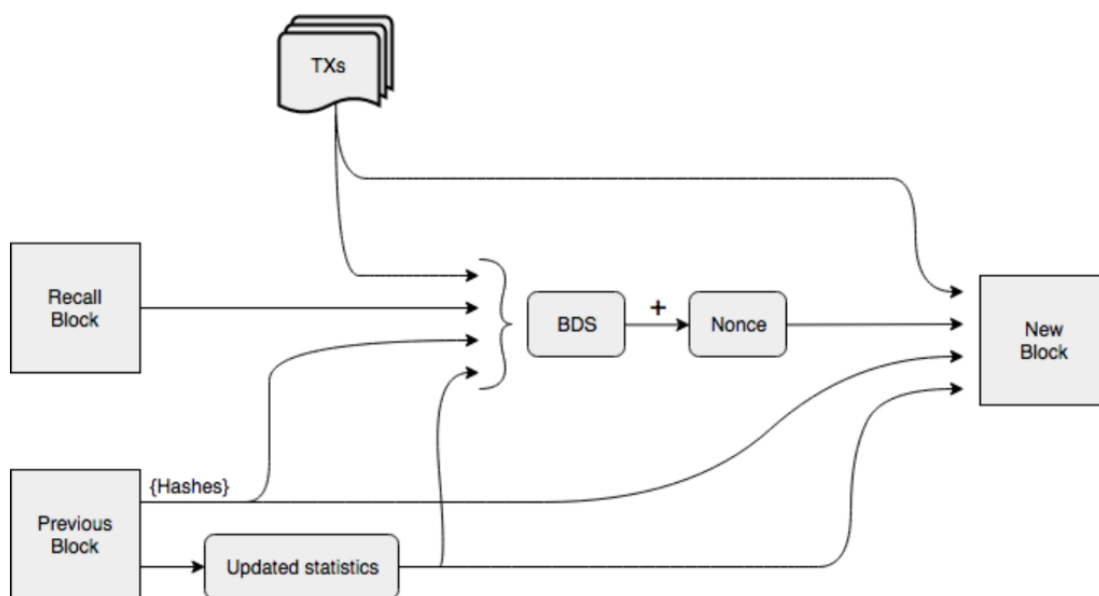 TXs
Recall
Block
BDS
+
Nonce
New
Block
{Hashes}
Previous
Block
Updated statistics